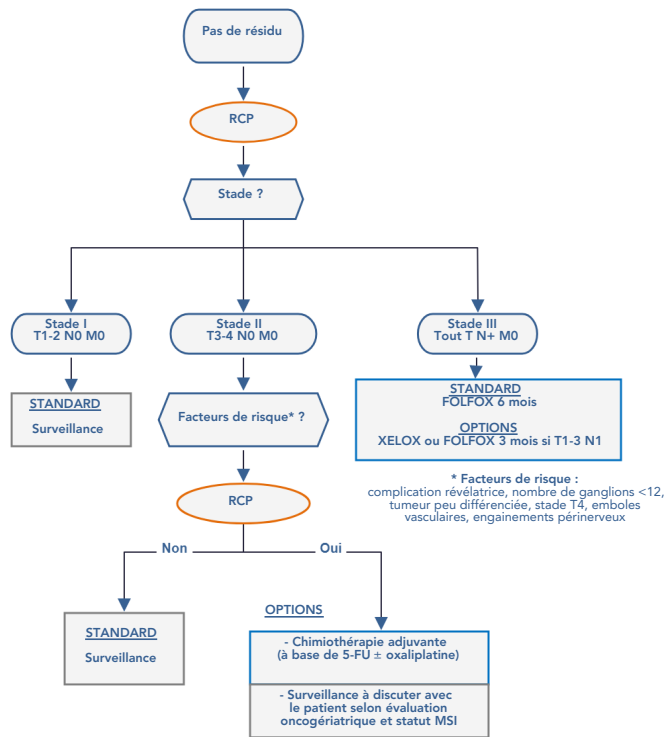 Pas de résidu
RCP
Stade ?
Stade I
T1-2 N0 M0
Stade II
T3-4 N0 M0
Stade III
Tout T N+ M0
STANDARD
Surveillance
Facteurs de risque* ?
STANDARD
FOLFOX 6 mois
OPTIONS
XELOX ou FOLFOX 3 mois si T1-3 N1
* Facteurs de risque :
complication révélatrice, nombre de ganglions <12,
tumeur peu différenciée, stade T4, emboles
vasculaires, engainements périnerveux
RCP
Non
Oui
STANDARD
Surveillance
OPTIONS
- Chimiothérapie adjuvante
(à base de 5-FU ± oxaliplatine)
- Surveillance à discuter avec
le patient selon évaluation
oncogériatrique et statut MSI